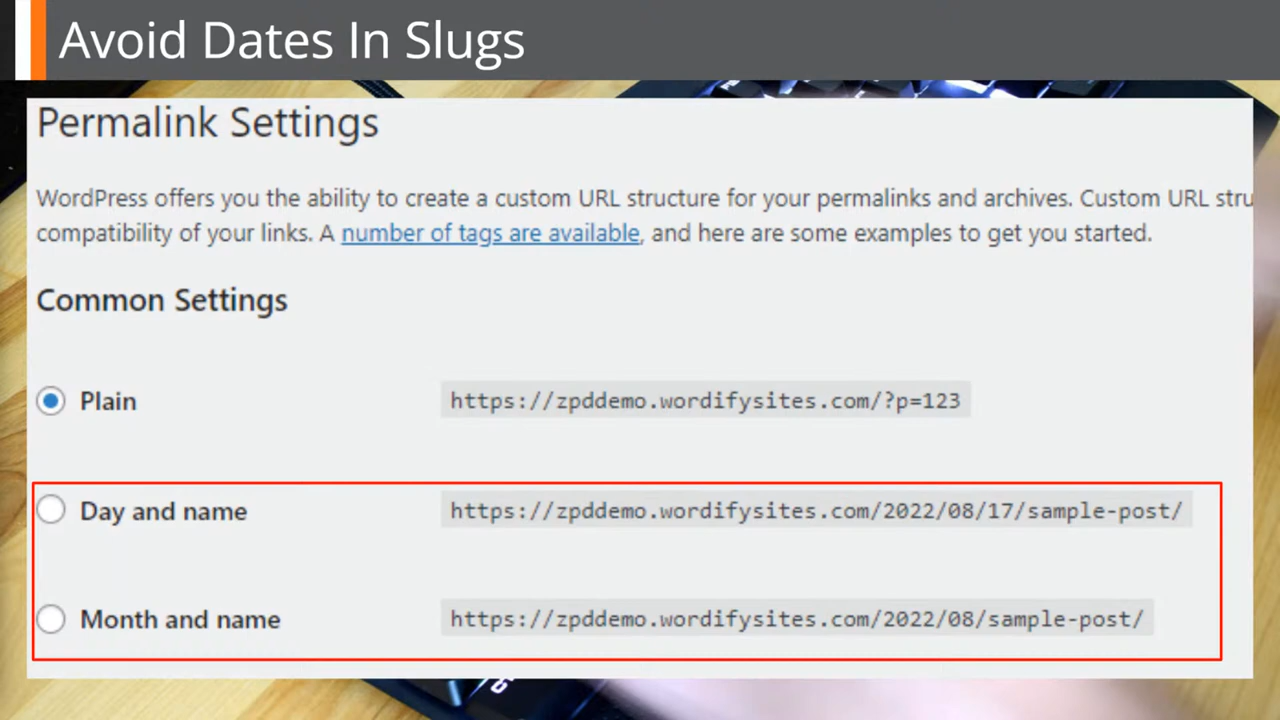 Avoid Dates In Slugs
Permalink Settings
WordPress offers you the ability to create a custom URL structure for your permalinks and archives. Custom URL stru
compatibility of your links. A number of tags are available, and here are some examples to get you started.
Common Settings
Plain https://zpddemo.wordifysites.com/?p=123
Day and name https://zpddemo.wordifysites.com/2022/08/17/sample-post/
Month and name https://zpddemo.wordifysites.com/2022/08/sample-post/